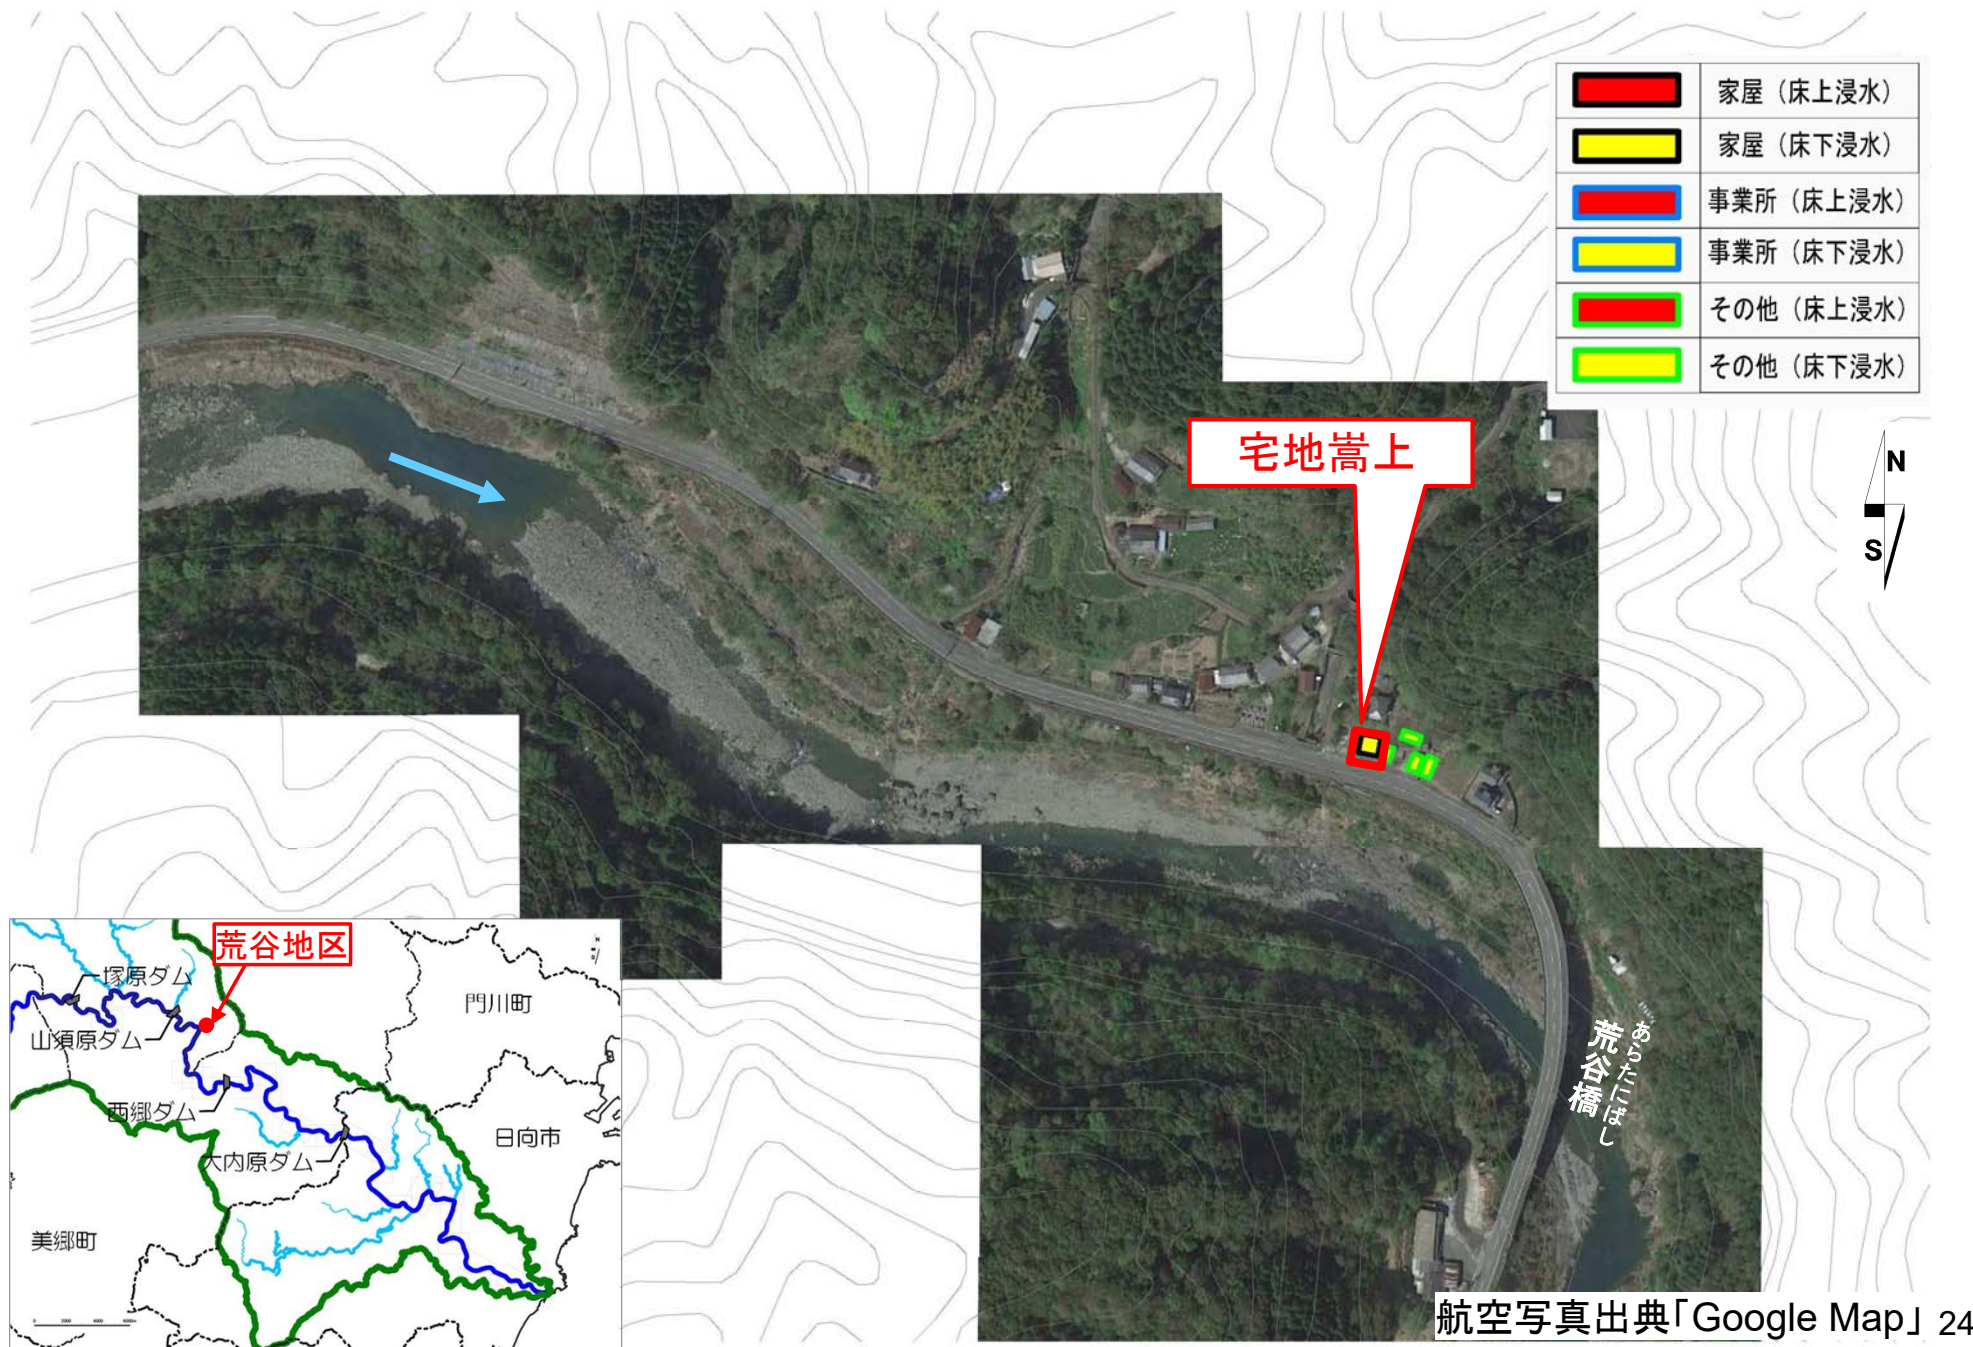 家屋（床上浸水）
家屋（床下浸水）
事業所（床上浸水）
事業所（床下浸水）
その他（床上浸水）
その他（床下浸水）
宅地嵩上
N
S
荒谷地区
塚原ダム
門川町
山須原ダム
西郷ダム
日向市
大内原ダム
美郷町
あらたにばし
荒谷橋
航空写真出典「Google Map」
24